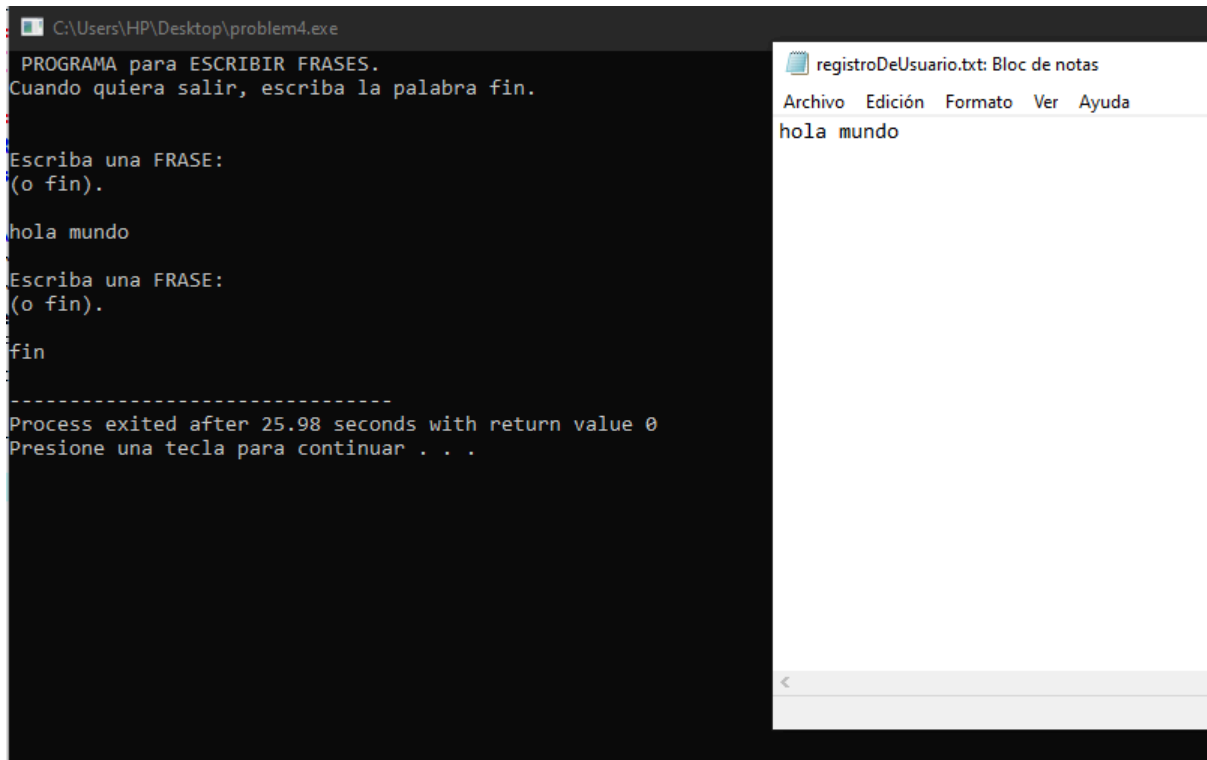 C:\Users\HP\Desktop\problem4.exe
PROGRAMA para ESCRIBIR FRASES.
Cuando quiera salir, escriba la palabra fin.
Escriba una FRASE:
(o fin).
hola mundo
Escriba una FRASE:
(o fin).
fin
--------------------------------
Process exited after 25.98 seconds with return value 0
Presione una tecla para continuar . . .
registroDeUsuario.txt: Bloc de notas
Archivo Edición Formato Ver Ayuda
hola mundo